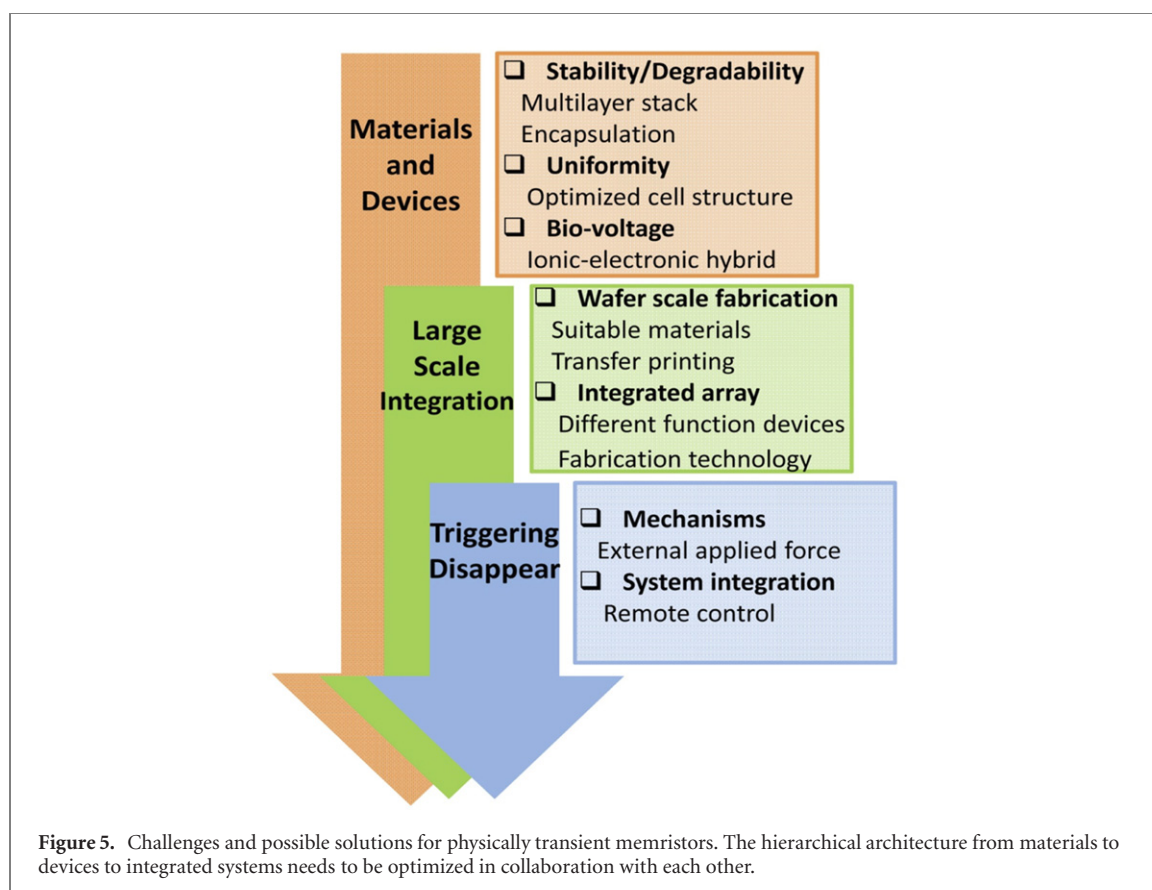 Materials
and
Devices
❑ Stability/Degradability
Multilayer stack
Encapsulation
❑ Uniformity
Optimized cell structure
❑ Bio-voltage
Ionic-electronic hybrid
Large
Scale
Integration
❑ Wafer scale fabrication
Suitable materials
Transfer printing
❑ Integrated array
Different function devices
Fabrication technology
Triggering
Disappear
❑ Mechanisms
External applied force
❑ System integration
Remote control
Figure 5. Challenges and possible solutions for physically transient memristors. The hierarchical architecture from materials to
devices to integrated systems needs to be optimized in collaboration with each other.